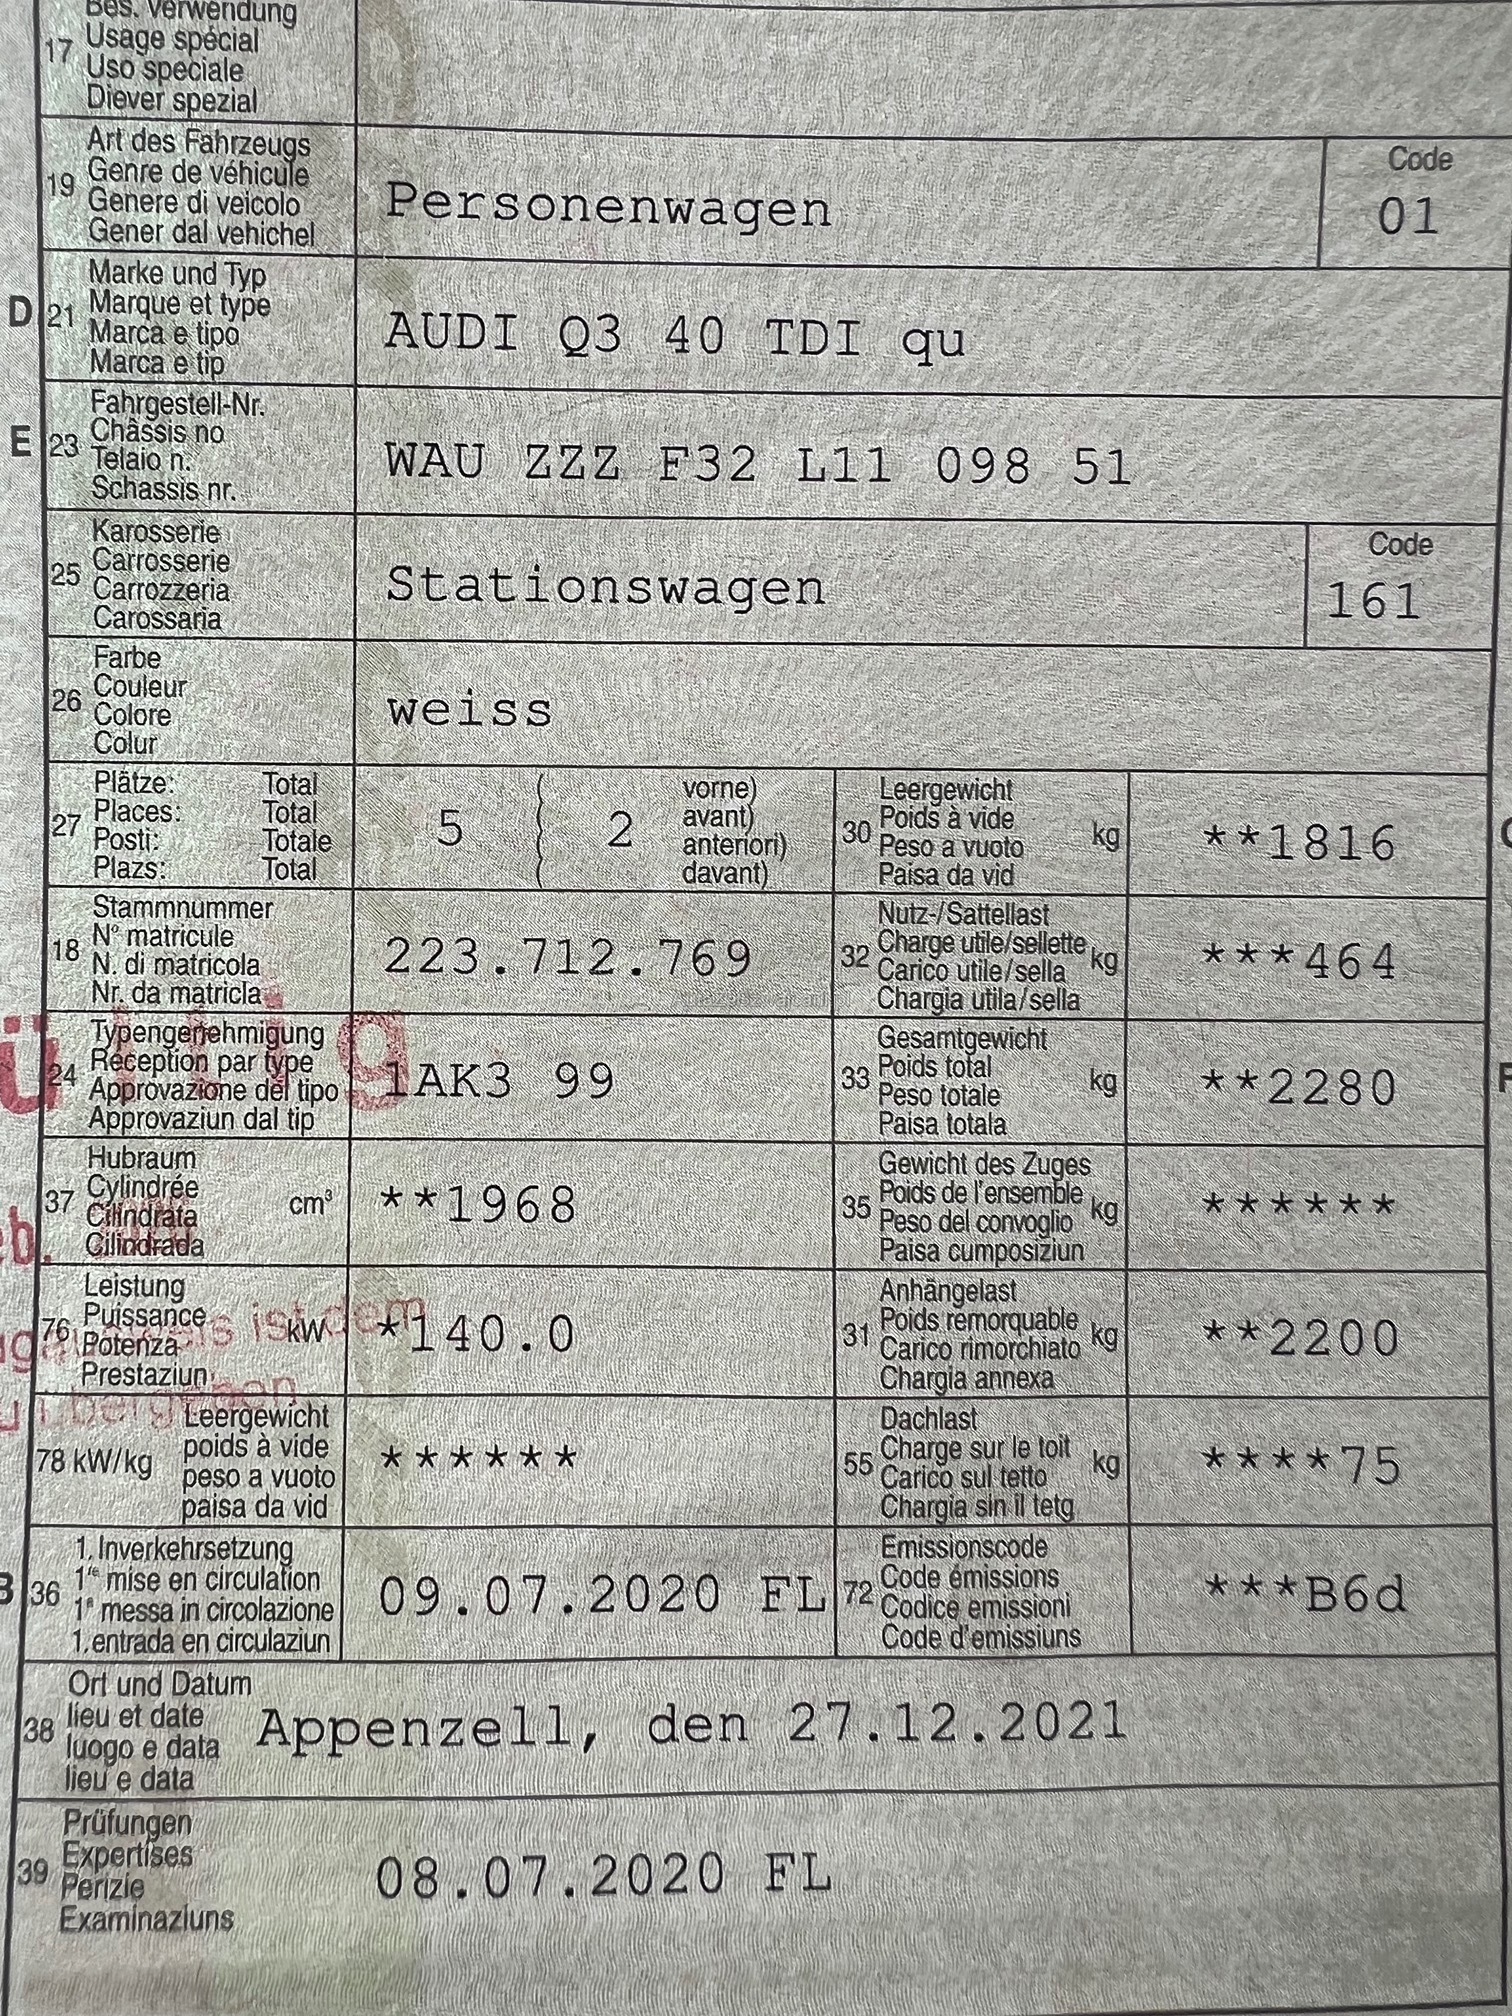 Bes. Verwendung
17 Usage spécial
Uso speciale
Diever spezial
Art des Fahrzeugs
19 Genre de véhicule
Genere di veicolo
Gener dal vehichel
Personenwagen
Code
01
Marke und Typ
D 21 Marque et type
Marca e tipo
Marca e tip
AUDI Q3 40 TDI qu
Fahrgestell-Nr.
E 23 Châssis no
Telaio n.
Schassis nr.
WAU ZZZ F32 L11 098 51
Karosserie
25 Carrosserie
Carrozzeria
Carossaria
Stationswagen
Code
161
Farbe
26 Couleur
Colore
Colur
weiss
Plätze: Total
27 Places: Total
Posti: Totale
Plazs: Total
5 ( 2 vorne)
avant)
anteriori)
davant)
Leergewicht
30 Poids à vide
Peso a vuoto kg
Paisa da vid
**1816
Stammnummer
18 N° matricule
N. di matricola
Nr. da matricla
223.712.769
Nutz-/Sattellast
32 Charge utile/sellette kg
Carico utile/sella
Chargia utila/sella
***464
Typengenehmigung
24 Réception par type
Approvazione del tipo
Approvaziun dal tip
1AK3 99
Gesamtgewicht
33 Poids total kg
Peso totale
Paisa totala
**2280
Hubraum
37 Cylindrée cm³
Cilindrata
Cilindrada
**1968
Gewicht des Zuges
35 Poids de l'ensemble kg
Peso del convoglio
Paisa cumposiziun
******
Leistung
76 Puissance kW
Potenza
Prestaziun
*140.0
ist dem
Anhängelast
31 Poids remorquable kg
Carico rimorchiato
Chargia annexa
**2200
78 kW/kg Leergewicht
poids à vide
peso a vuoto
paisa da vid
******
Dachlast
55 Charge sur le toit kg
Carico sul tetto
Chargia sin il tetg
****75
B 36 1. Inverkehrsetzung
1re mise en circulation
1a messa in circolazione
1. entrada en circulaziun
09.07.2020 FL
Emissionscode
72 Code émissions
Codice emissioni
Code d'emissiuns
***B6d
Ort und Datum
38 lieu et date
luogo e data
lieu e data
Appenzell, den 27.12.2021
Prüfungen
39 Expertises
Perizie
Examinaziuns
08.07.2020 FL